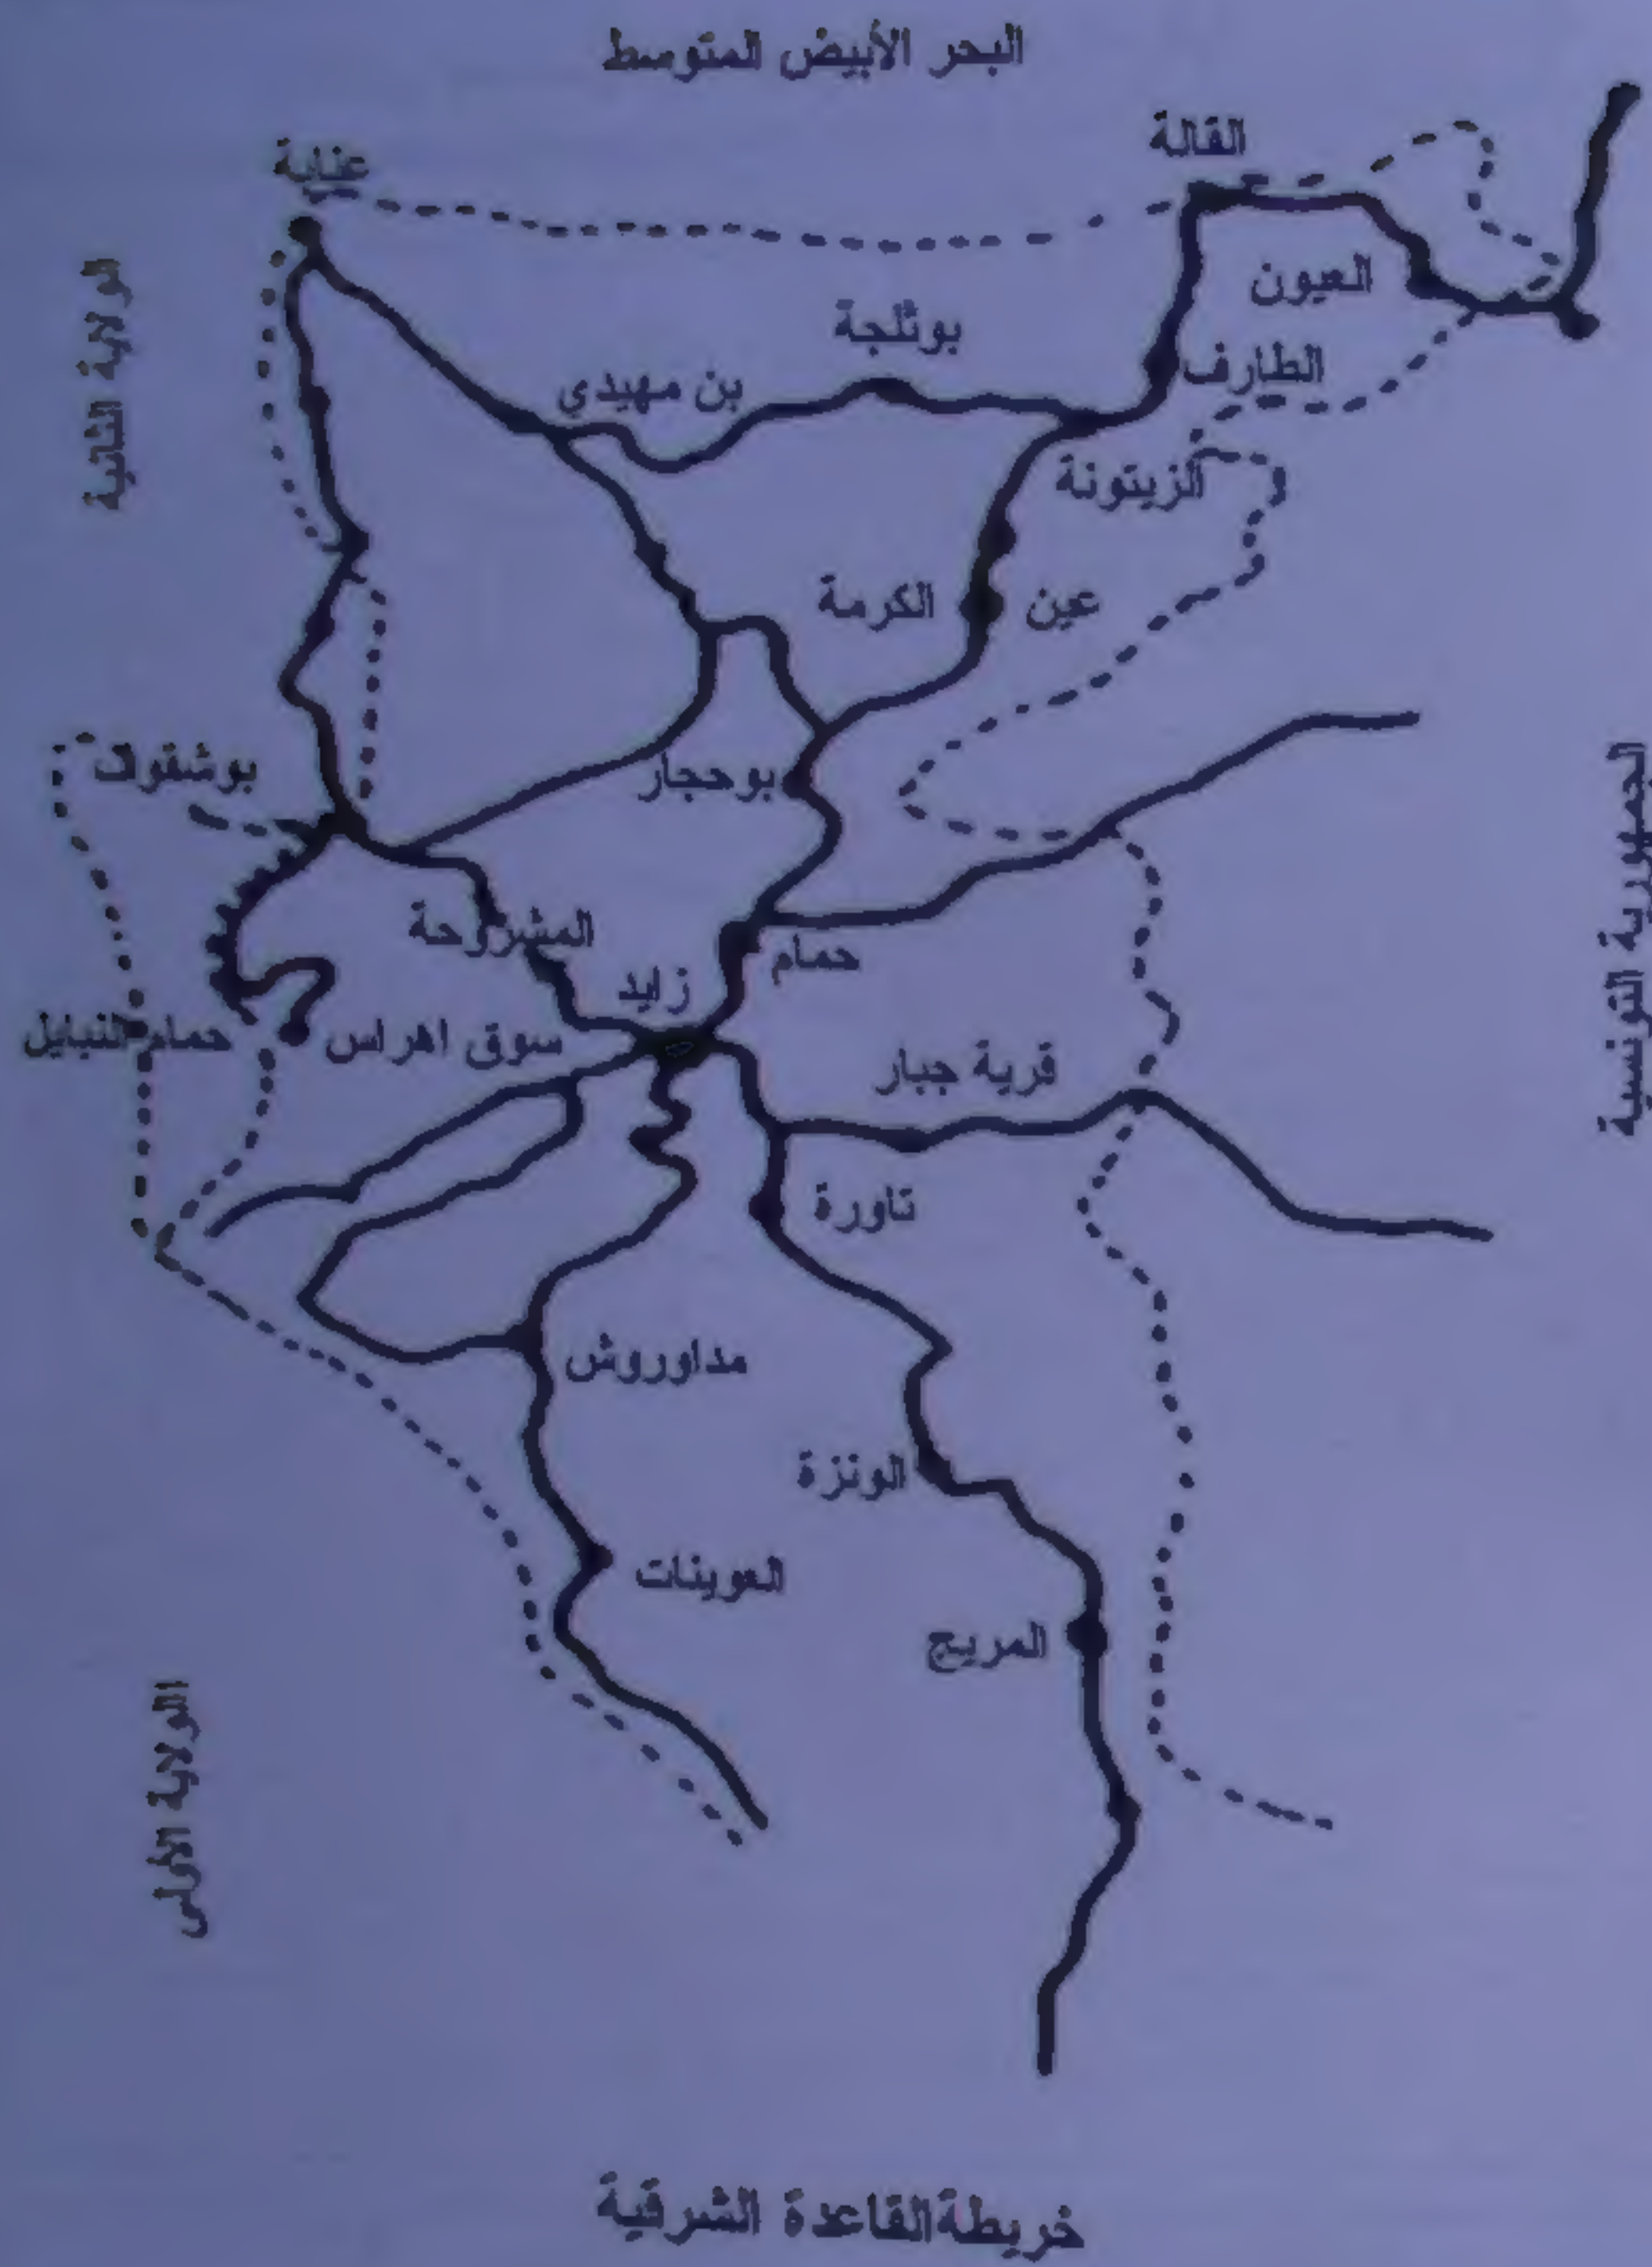 البحر الأبيض المتوسط
القالة
عنابة
العيون
الولاية الثانية
بوثلجة
الطارف
بن مهيدي
الزيتونة
عين
الكرمة
بوشقوف
بوحجار
الجمهورية التونسية
المشروحة
حمام
زايد
سوق اهراس
حمام النبايل
قرية جبار
تاورة
مداوروش
الونزة
العوينات
المريج
الولاية الأولى
خريطة القاعدة الشرقية